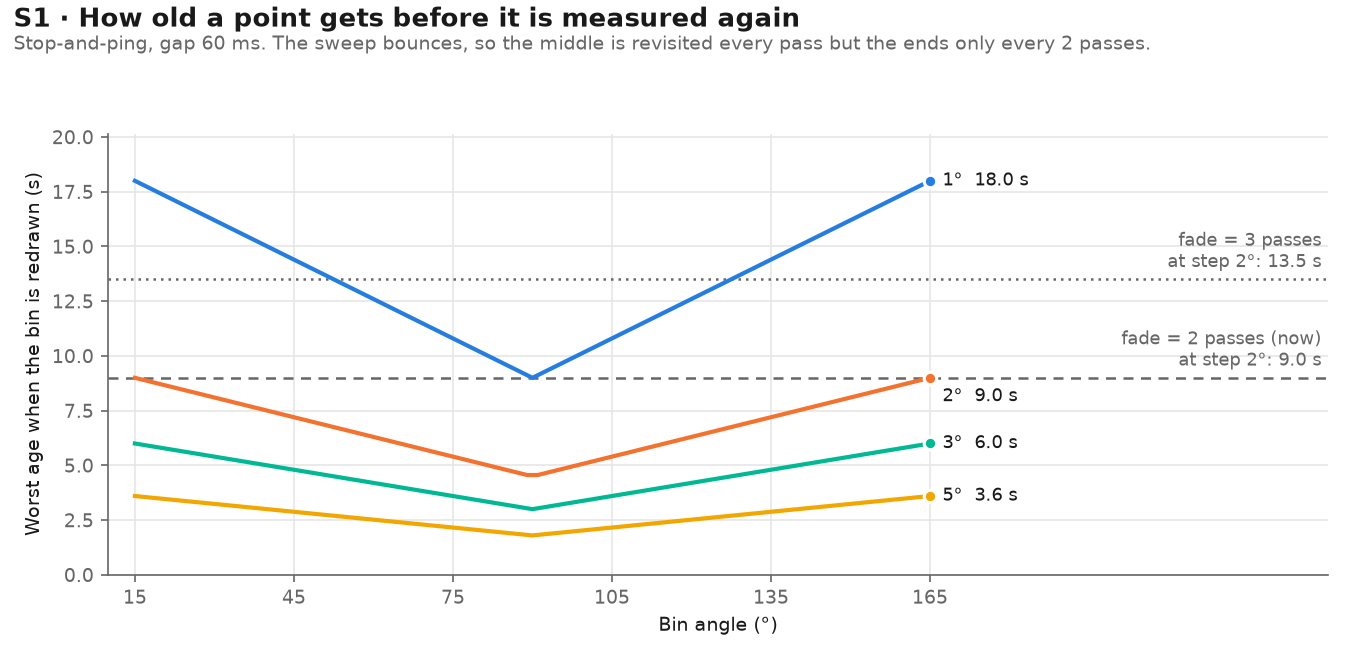 S1 · How old a point gets before it is measured again
Stop-and-ping, gap 60 ms. The sweep bounces, so the middle is revisited every pass but the ends only every 2 passes.
Worst age when the bin is redrawn (s)
20.0
17.5
15.0
12.5
10.0
7.5
5.0
2.5
0.0
1°  18.0 s
fade = 3 passes
at step 2°: 13.5 s
fade = 2 passes (now)
at step 2°: 9.0 s
2°  9.0 s
3°  6.0 s
5°  3.6 s
15 45 75 105 135 165
Bin angle (°)